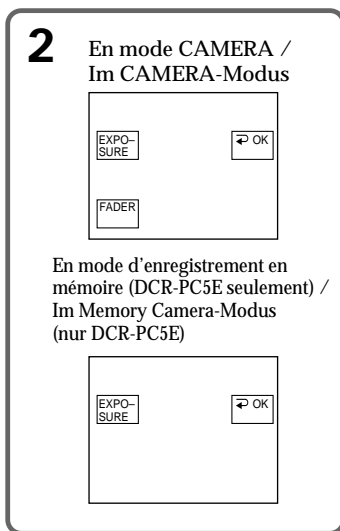 2
En mode CAMERA /
Im CAMERA-Modus
EXPO–
SURE
⮐ OK
FADER
En mode d'enregistrement en
mémoire (DCR-PC5E seulement) /
Im Memory Camera-Modus
(nur DCR-PC5E)
EXPO–
SURE
⮐ OK